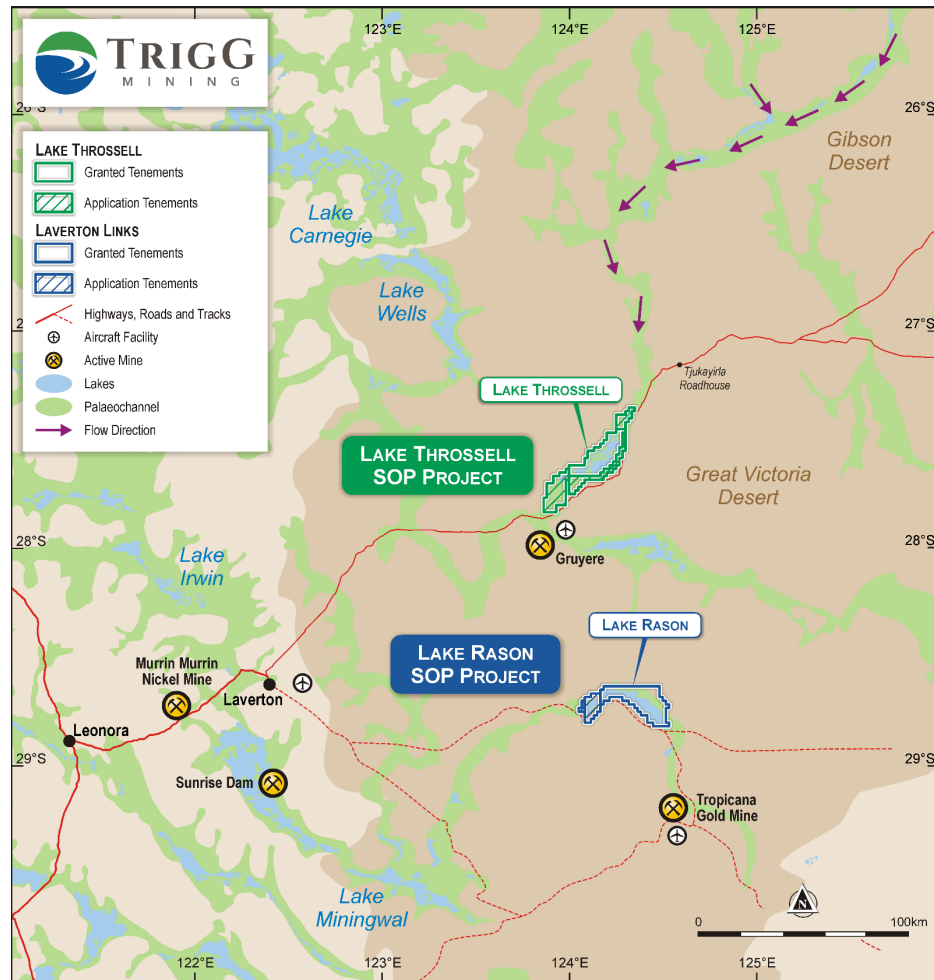 123°E
124°E
125°E
TRIGG
MINING
26°S
26°S
LAKE THROSSELL
Granted Tenements
Application Tenements
LAVERTON LINKS
Granted Tenements
Application Tenements
Highways, Roads and Tracks
Aircraft Facility
Active Mine
Lakes
Palaeochannel
Flow Direction
Gibson
Desert
Lake
Carnegie
Lake
Wells
27°S
Tjukayirla
Roadhouse
LAKE THROSSELL
LAKE THROSSELL
SOP PROJECT
Great Victoria
Desert
28°S
28°S
Gruyere
Lake
Irwin
LAKE RASON
LAKE RASON
SOP PROJECT
Murrin Murrin
Nickel Mine
Laverton
Leonora
29°S
29°S
Sunrise Dam
Tropicana
Gold Mine
Lake
Miningwal
N
0
100km
122°E
123°E
124°E
125°E